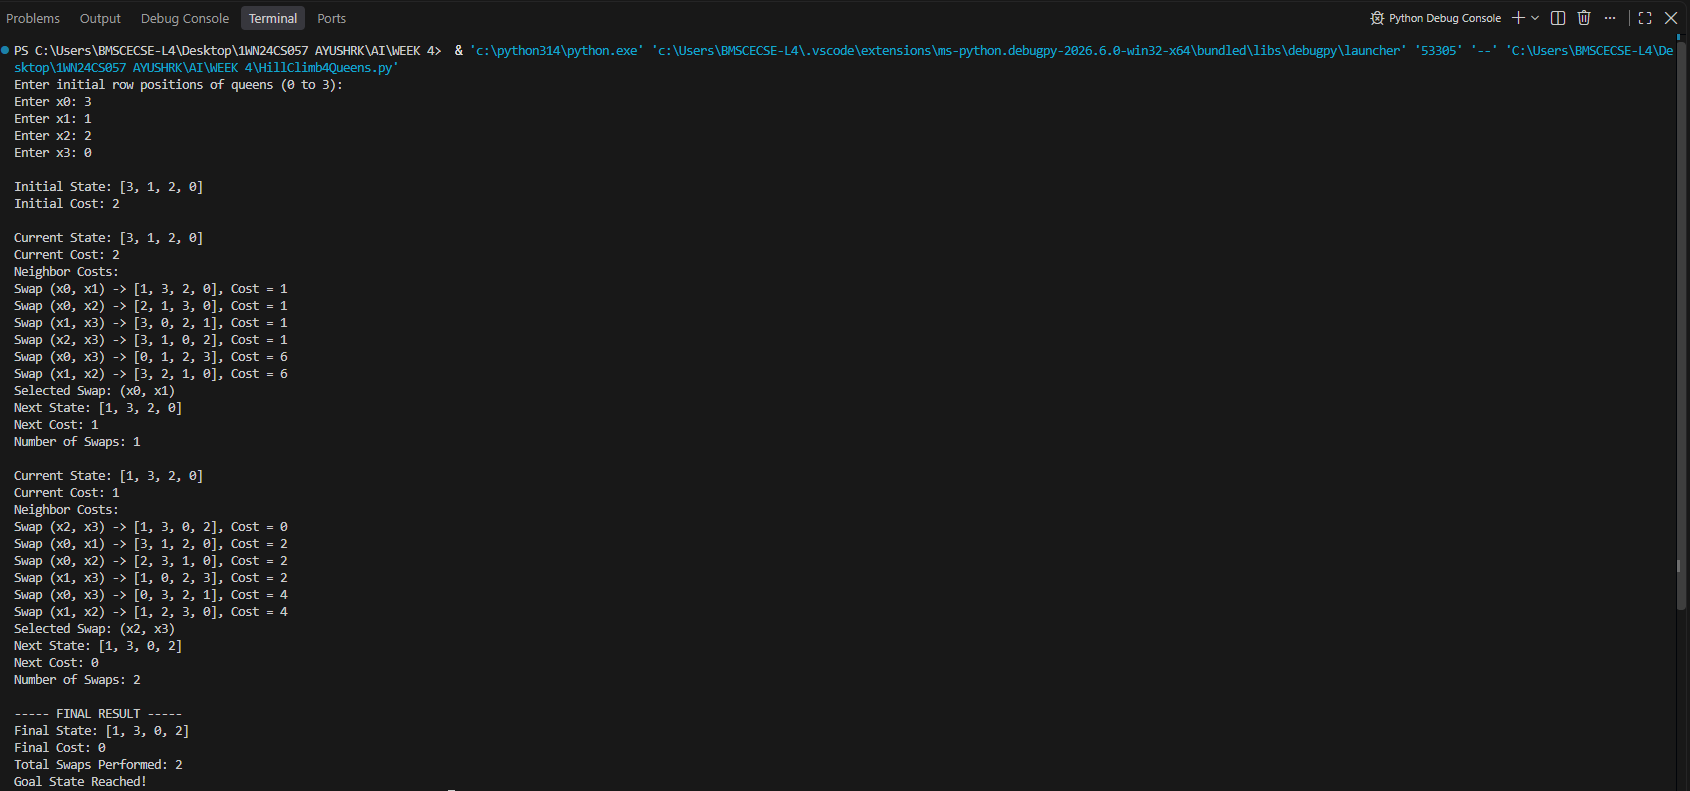 Problems Output Debug Console Terminal Ports Python Debug Console
PS C:\Users\BMSCECSE-L4\Desktop\1WN24CS057 AYUSHRK\AI\WEEK 4> & 'c:\python314\python.exe' 'c:\Users\BMSCECSE-L4\.vscode\extensions\ms-python.debugpy-2026.6.0-win32-x64\bundled\libs\debugpy\launcher' '53305' '--' 'C:\Users\BMSCECSE-L4\De
sktop\1WN24CS057 AYUSHRK\AI\WEEK 4\HillClimb4Queens.py'
Enter initial row positions of queens (0 to 3):
Enter x0: 3
Enter x1: 1
Enter x2: 2
Enter x3: 0
Initial State: [3, 1, 2, 0]
Initial Cost: 2
Current State: [3, 1, 2, 0]
Current Cost: 2
Neighbor Costs:
Swap (x0, x1) -> [1, 3, 2, 0], Cost = 1
Swap (x0, x2) -> [2, 1, 3, 0], Cost = 1
Swap (x1, x3) -> [3, 0, 2, 1], Cost = 1
Swap (x2, x3) -> [3, 1, 0, 2], Cost = 1
Swap (x0, x3) -> [0, 1, 2, 3], Cost = 6
Swap (x1, x2) -> [3, 2, 1, 0], Cost = 6
Selected Swap: (x0, x1)
Next State: [1, 3, 2, 0]
Next Cost: 1
Number of Swaps: 1
Current State: [1, 3, 2, 0]
Current Cost: 1
Neighbor Costs:
Swap (x2, x3) -> [1, 3, 0, 2], Cost = 0
Swap (x0, x1) -> [3, 1, 2, 0], Cost = 2
Swap (x0, x2) -> [2, 3, 1, 0], Cost = 2
Swap (x1, x3) -> [1, 0, 2, 3], Cost = 2
Swap (x0, x3) -> [0, 3, 2, 1], Cost = 4
Swap (x1, x2) -> [1, 2, 3, 0], Cost = 4
Selected Swap: (x2, x3)
Next State: [1, 3, 0, 2]
Next Cost: 0
Number of Swaps: 2
----- FINAL RESULT -----
Final State: [1, 3, 0, 2]
Final Cost: 0
Total Swaps Performed: 2
Goal State Reached!